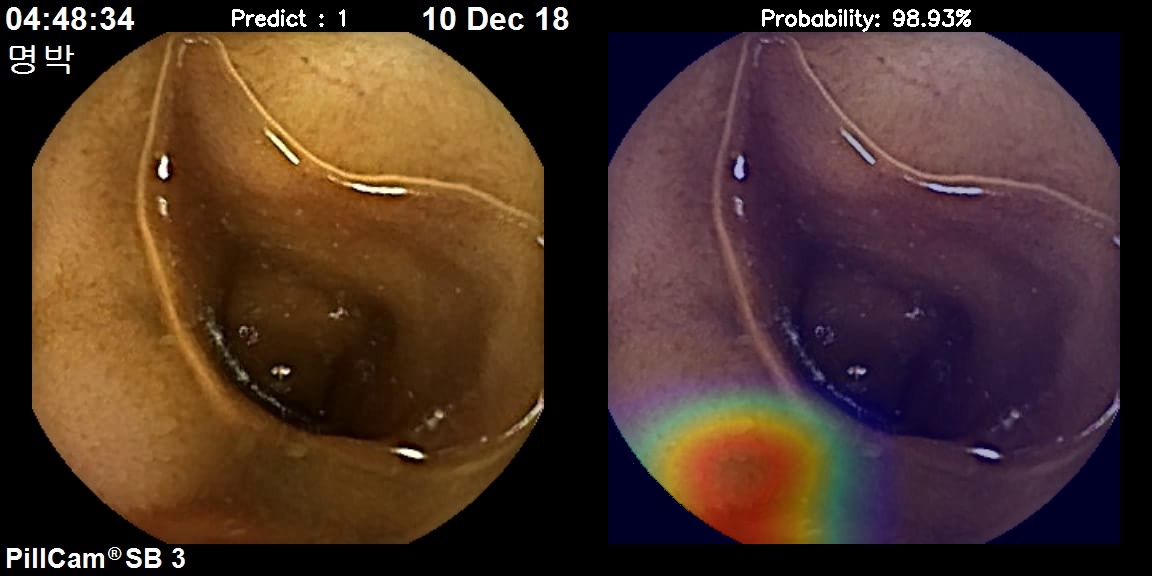 04:48:34
Predict : 1
10 Dec 18
Probability: 98.93%
명박
PillCam® SB 3